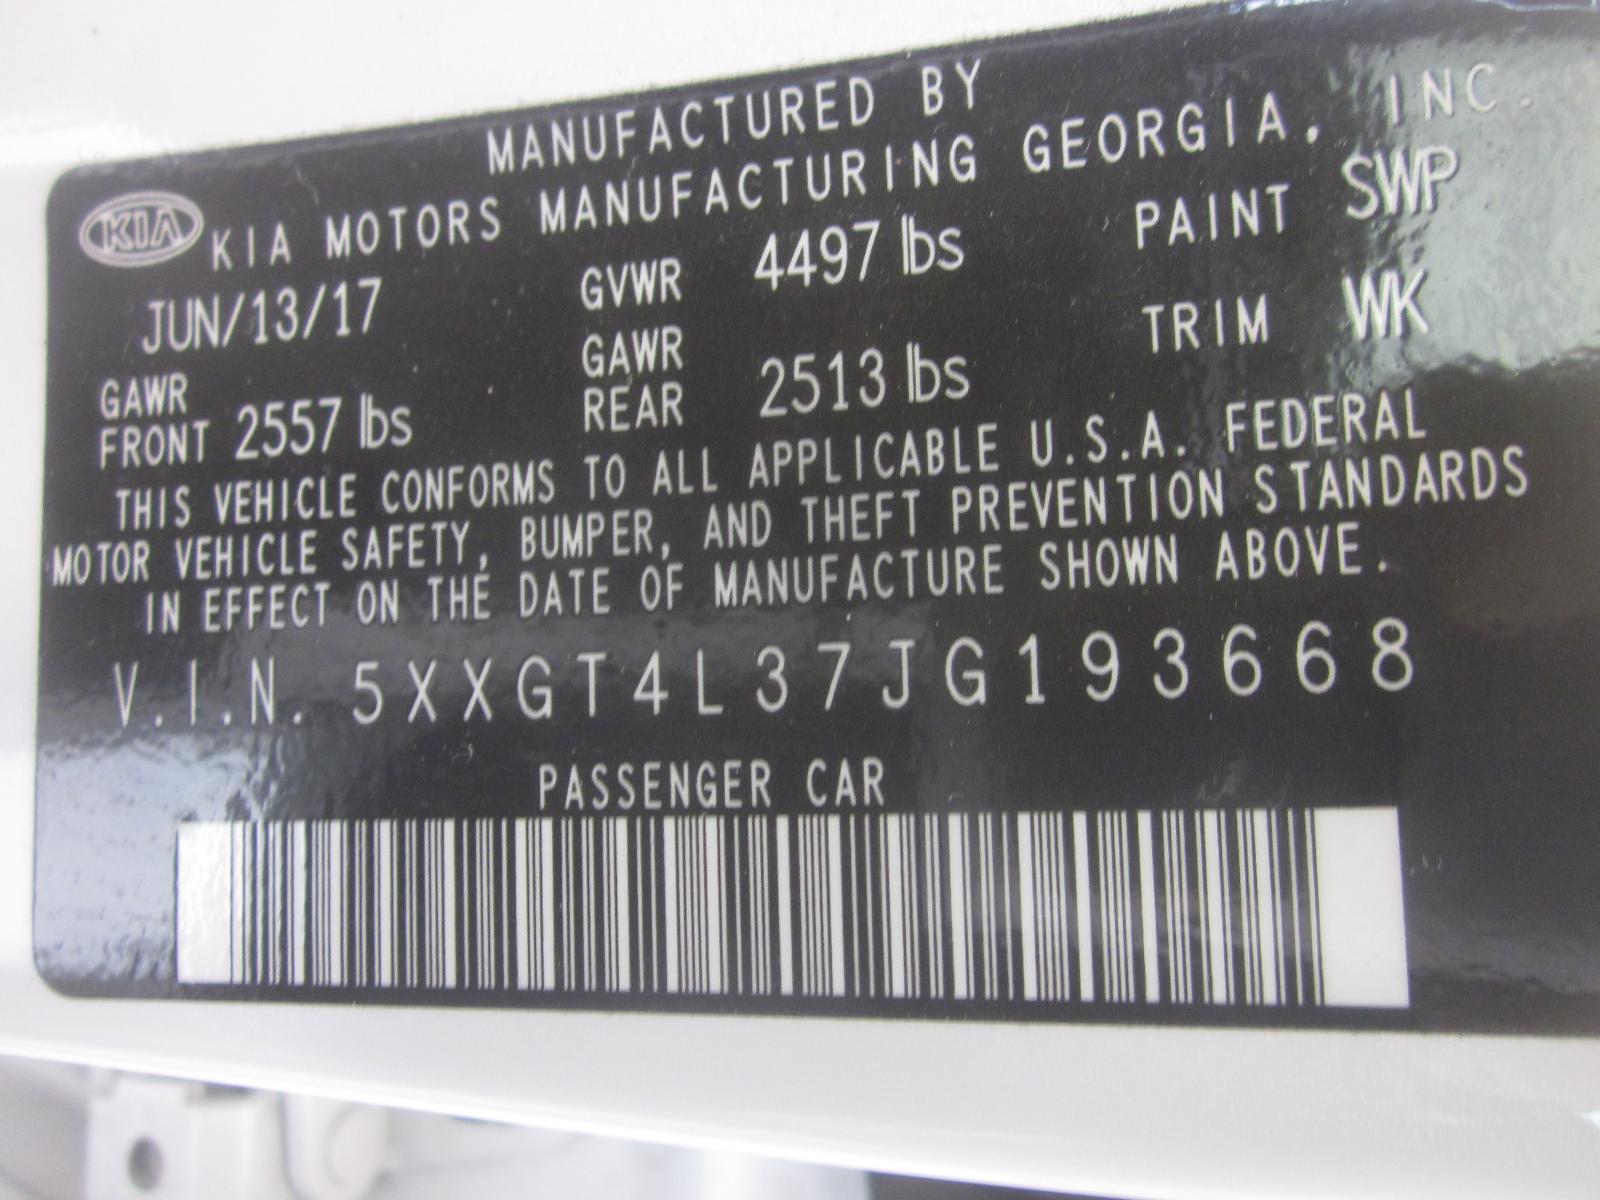 MANUFACTURED BY
KIA KIA MOTORS MANUFACTURING GEORGIA, INC.
JUN/13/17 GVWR 4497 lbs PAINT SWP
GAWR FRONT 2557 lbs GAWR REAR 2513 lbs TRIM WK
THIS VEHICLE CONFORMS TO ALL APPLICABLE U.S.A. FEDERAL
MOTOR VEHICLE SAFETY, BUMPER, AND THEFT PREVENTION STANDARDS
IN EFFECT ON THE DATE OF MANUFACTURE SHOWN ABOVE.
V.I.N. 5XXGT4L37JG193668
PASSENGER CAR